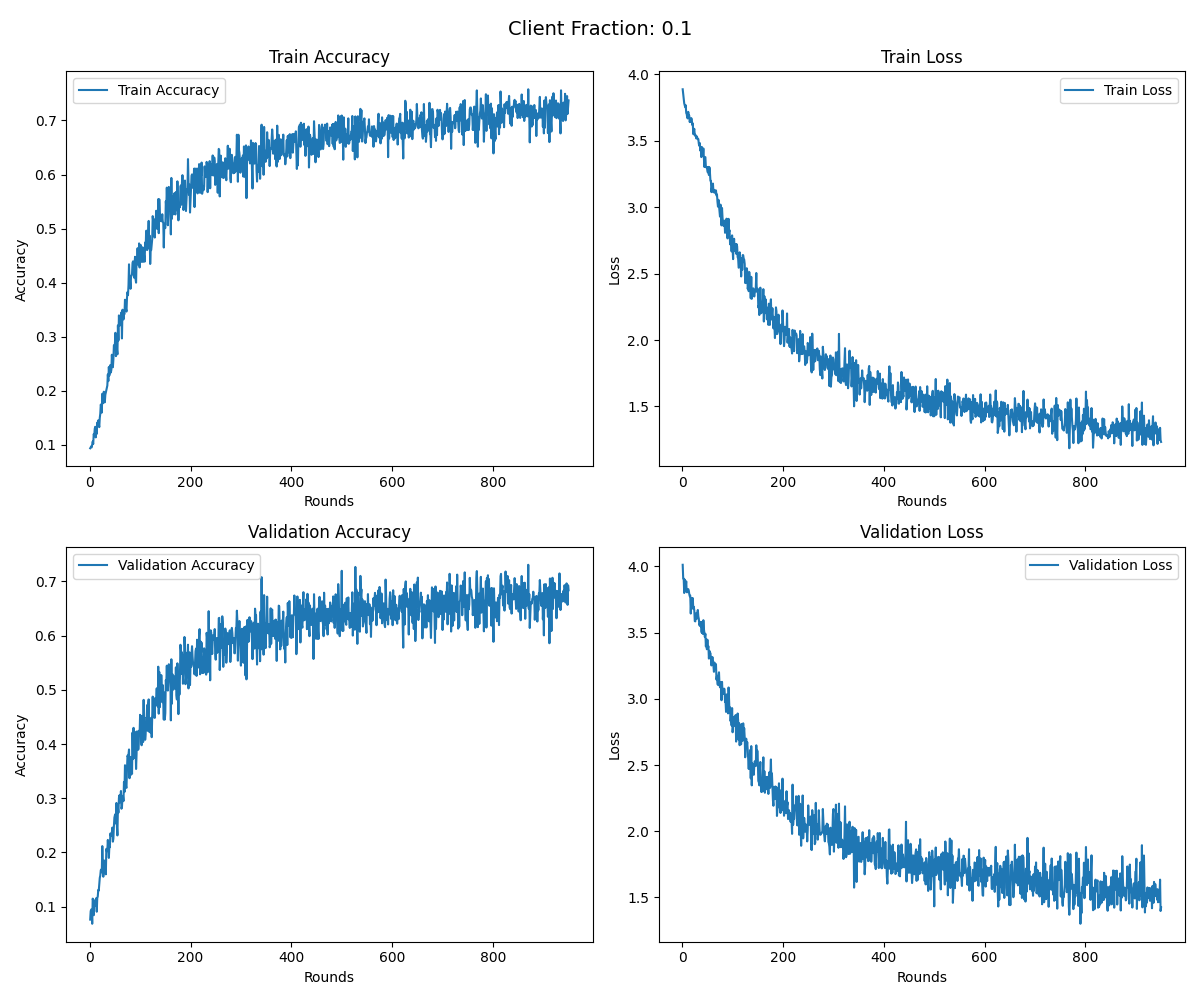 Client Fraction: 0.1
Train Accuracy
Train Accuracy
Accuracy
0.7
0.6
0.5
0.4
0.3
0.2
0.1
0 200 400 600 800
Rounds
Train Loss
Train Loss
Loss
4.0
3.5
3.0
2.5
2.0
1.5
0 200 400 600 800
Rounds
Validation Accuracy
Validation Accuracy
Accuracy
0.7
0.6
0.5
0.4
0.3
0.2
0.1
0 200 400 600 800
Rounds
Validation Loss
Validation Loss
Loss
4.0
3.5
3.0
2.5
2.0
1.5
0 200 400 600 800
Rounds